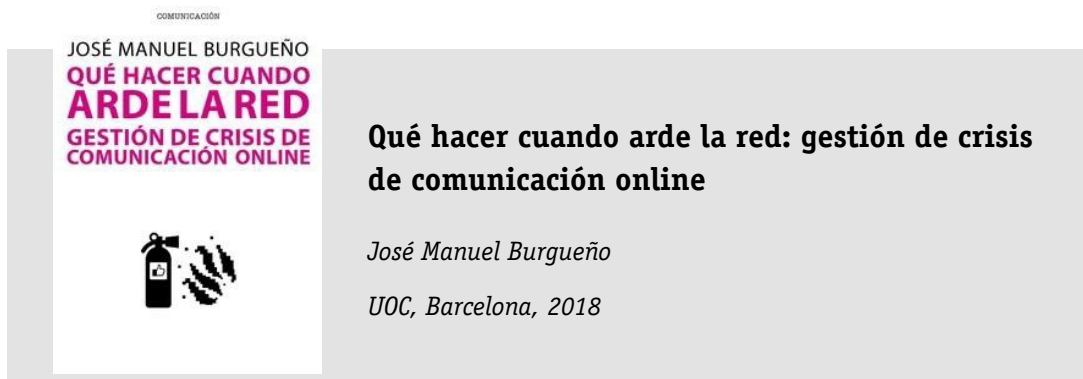 COMUNICACIÓN
JOSÉ MANUEL BURGUEÑO
QUÉ HACER CUANDO
ARDE LA RED
GESTIÓN DE CRISIS DE
COMUNICACIÓN ONLINE
Qué hacer cuando arde la red: gestión de crisis
de comunicación online
José Manuel Burgueño
UOC, Barcelona, 2018